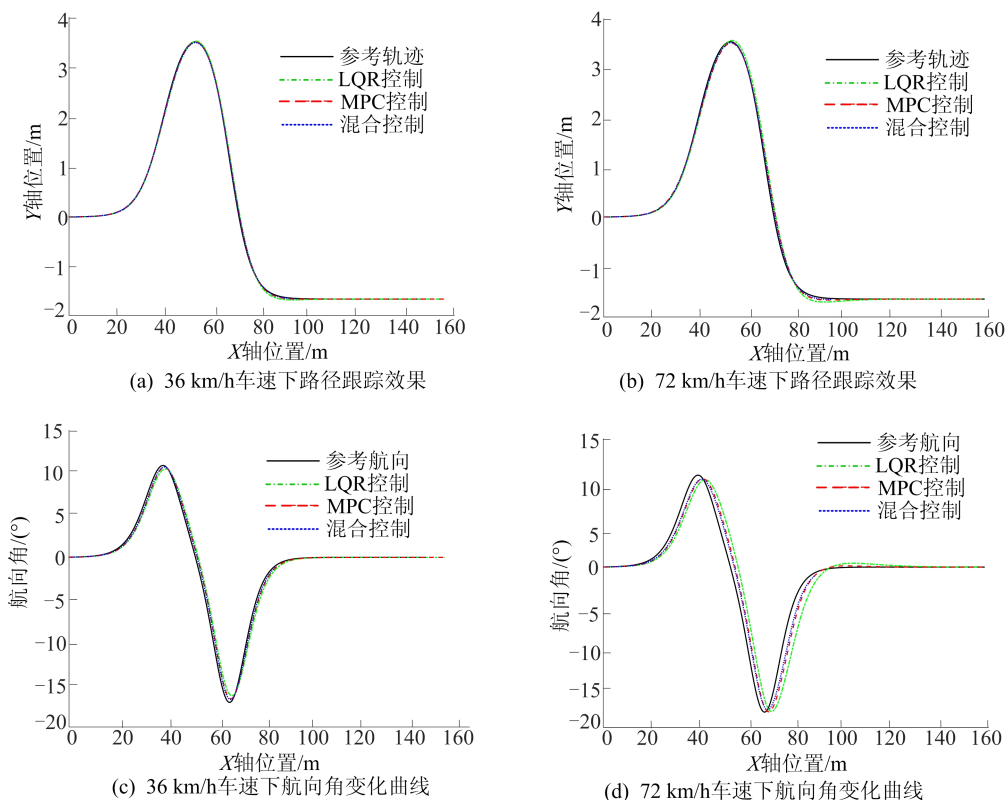 4
3
2
1
0
−1
−2
Y轴位置/m
参考轨迹
LQR控制
MPC控制
混合控制
0 20 40 60 80 100 120 140 160
X轴位置/m
(a) 36 km/h车速下路径跟踪效果
4
3
2
1
0
−1
−2
Y轴位置/m
参考轨迹
LQR控制
MPC控制
混合控制
0 20 40 60 80 100 120 140 160
X轴位置/m
(b) 72 km/h车速下路径跟踪效果
15
10
5
0
−5
−10
−15
−20
航向角/(°)
参考航向
LQR控制
MPC控制
混合控制
0 20 40 60 80 100 120 140 160
X轴位置/m
(c) 36 km/h车速下航向角变化曲线
15
10
5
0
−5
−10
−15
−20
航向角/(°)
参考航向
LQR控制
MPC控制
混合控制
0 20 40 60 80 100 120 140 160
X轴位置/m
(d) 72 km/h车速下航向角变化曲线